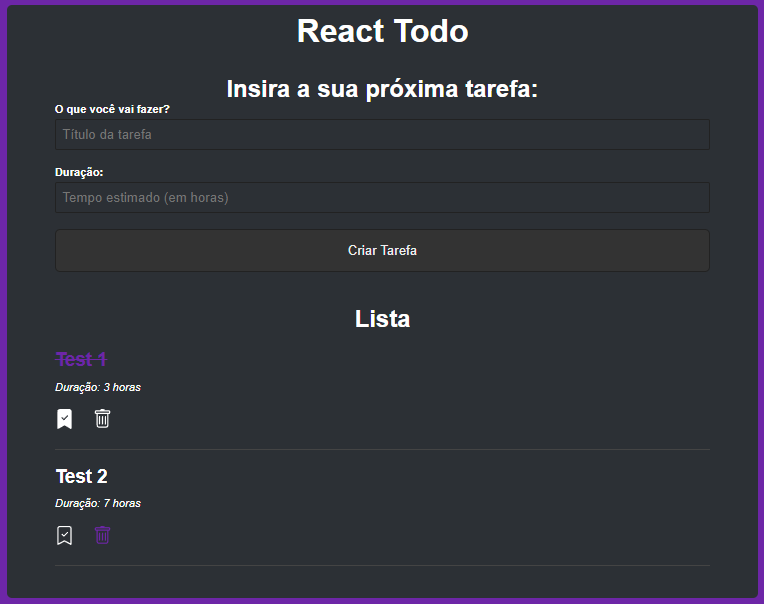 React Todo
Insira a sua próxima tarefa:
O que você vai fazer?
Título da tarefa
Duração:
Tempo estimado (em horas)
Criar Tarefa
Lista
Test 1
Duração: 3 horas
Test 2
Duração: 7 horas